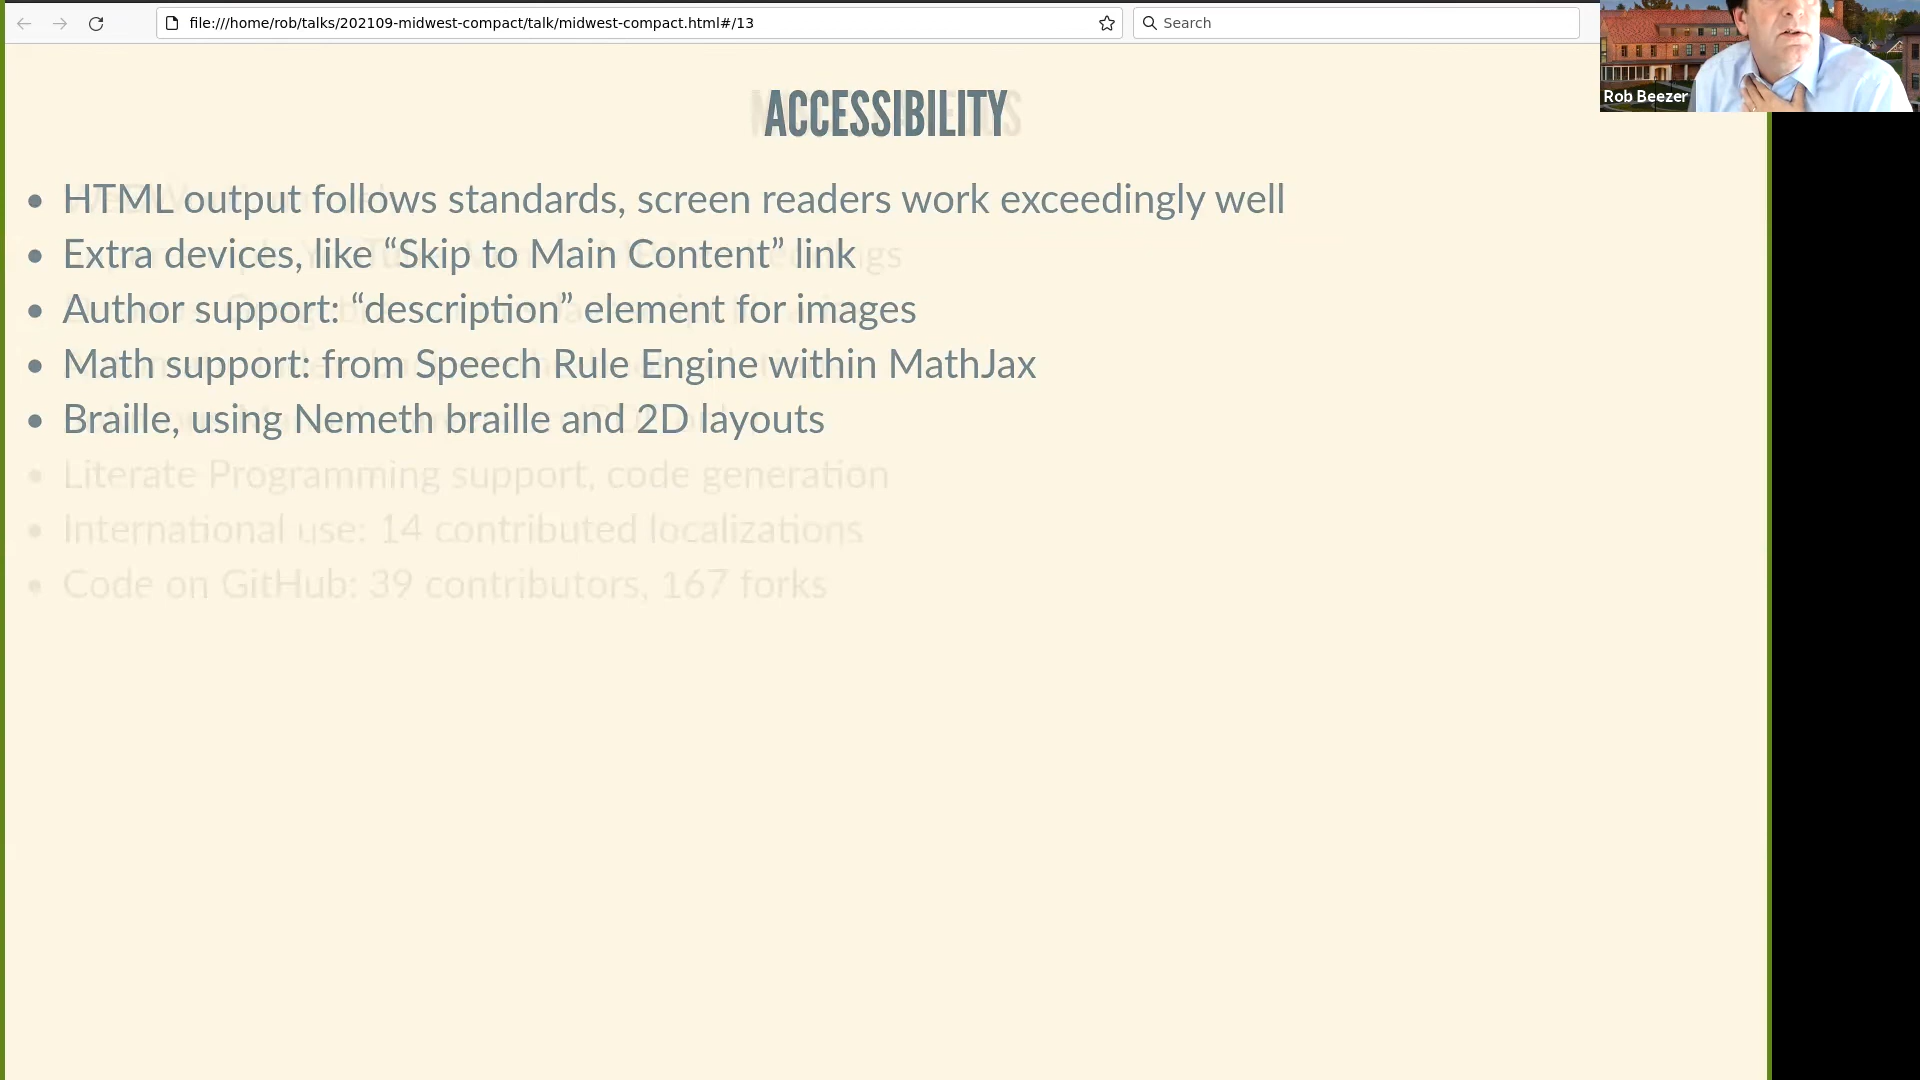 file:///home/rob/talks/202109-midwest-compact/talk/midwest-compact.html#/13
Search
Rob Beezer
ACCESSIBILITY
• HTML output follows standards, screen readers work exceedingly well
• Extra devices, like “Skip to Main Content” link
• Author support: “description” element for images
• Math support: from Speech Rule Engine within MathJax
• Braille, using Nemeth braille and 2D layouts
• Literate Programming support, code generation
• International use: 14 contributed localizations
• Code on GitHub: 39 contributors, 167 forks